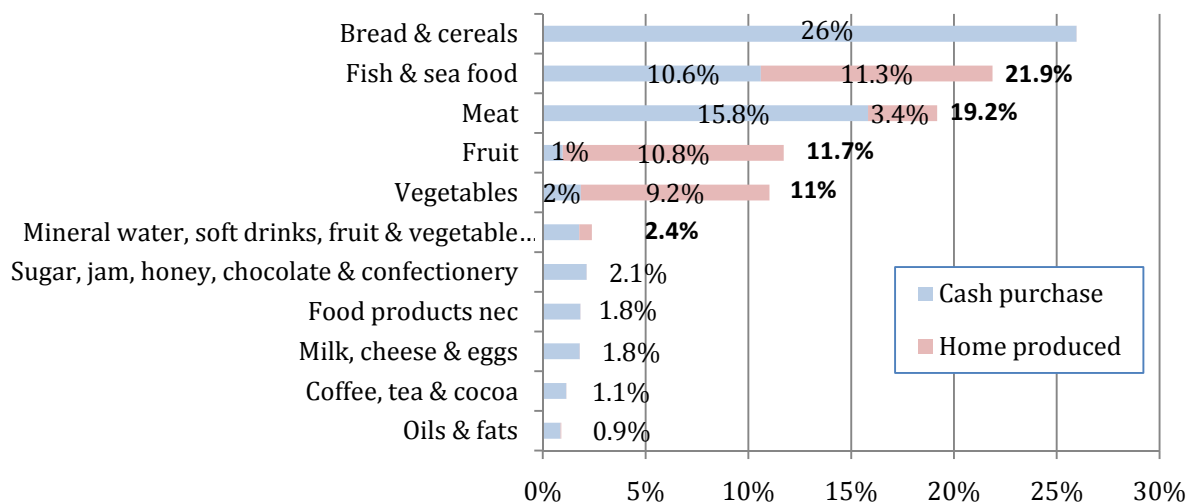 Bread & cereals 26%
Fish & sea food 10.6% 11.3% 21.9%
Meat 15.8% 3.4% 19.2%
Fruit 1% 10.8% 11.7%
Vegetables 2% 9.2% 11%
Mineral water, soft drinks, fruit & vegetable... 2.4%
Sugar, jam, honey, chocolate & confectionery 2.1%
Food products nec 1.8%
Milk, cheese & eggs 1.8%
Coffee, tea & cocoa 1.1%
Oils & fats 0.9%
Cash purchase
Home produced
0% 5% 10% 15% 20% 25% 30%